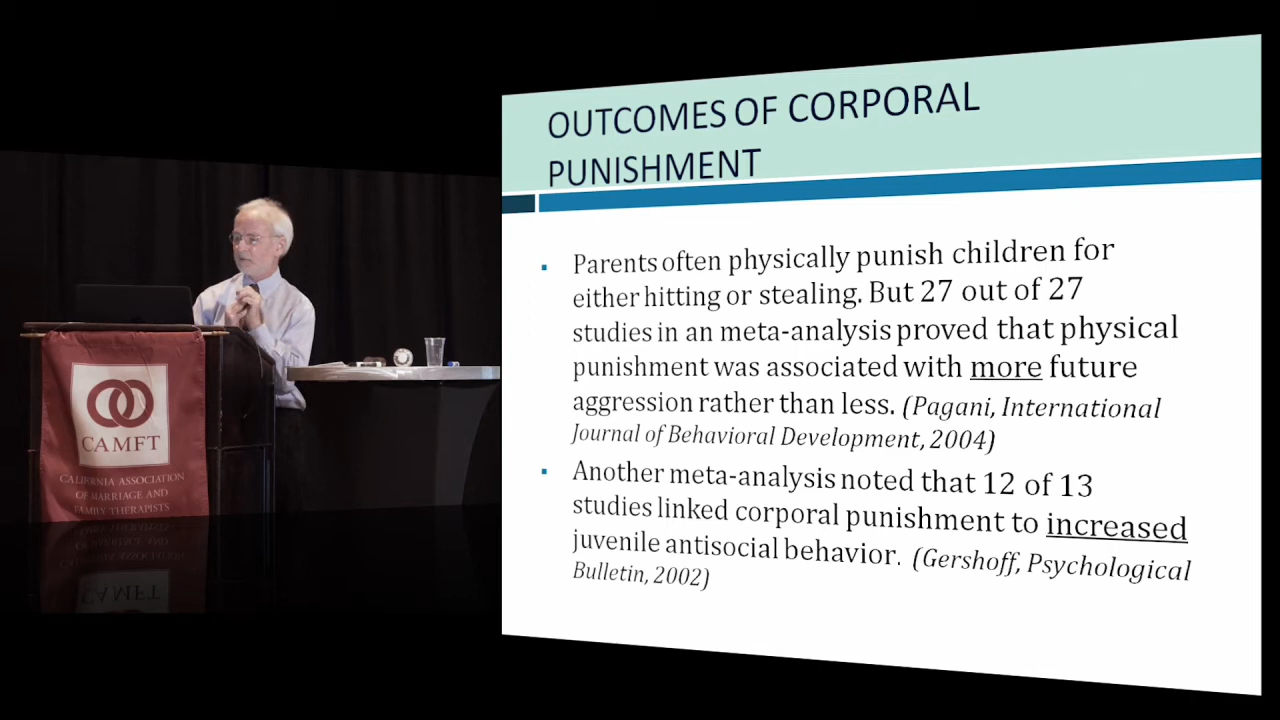 OUTCOMES OF CORPORAL
PUNISHMENT
Parents often physically punish children for
either hitting or stealing. But 27 out of 27
studies in an meta-analysis proved that physical
punishment was associated with more future
aggression rather than less. (Pagani, International
Journal of Behavioral Development, 2004)
Another meta-analysis noted that 12 of 13
studies linked corporal punishment to increased
juvenile antisocial behavior. (Gershoff, Psychological
Bulletin, 2002)
CAMFT
CALIFORNIA ASSOCIATION
OF MARRIAGE AND
FAMILY THERAPISTS